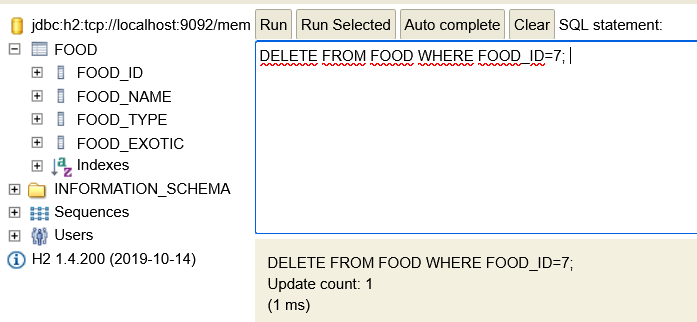 jdbc:h2:tcp://localhost:9092/mem
FOOD
FOOD_ID
FOOD_NAME
FOOD_TYPE
FOOD_EXOTIC
Indexes
INFORMATION_SCHEMA
Sequences
Users
H2 1.4.200 (2019-10-14)
Run Run Selected Auto complete Clear SQL statement:
DELETE FROM FOOD WHERE FOOD_ID=7;
DELETE FROM FOOD WHERE FOOD_ID=7;
Update count: 1
(1 ms)